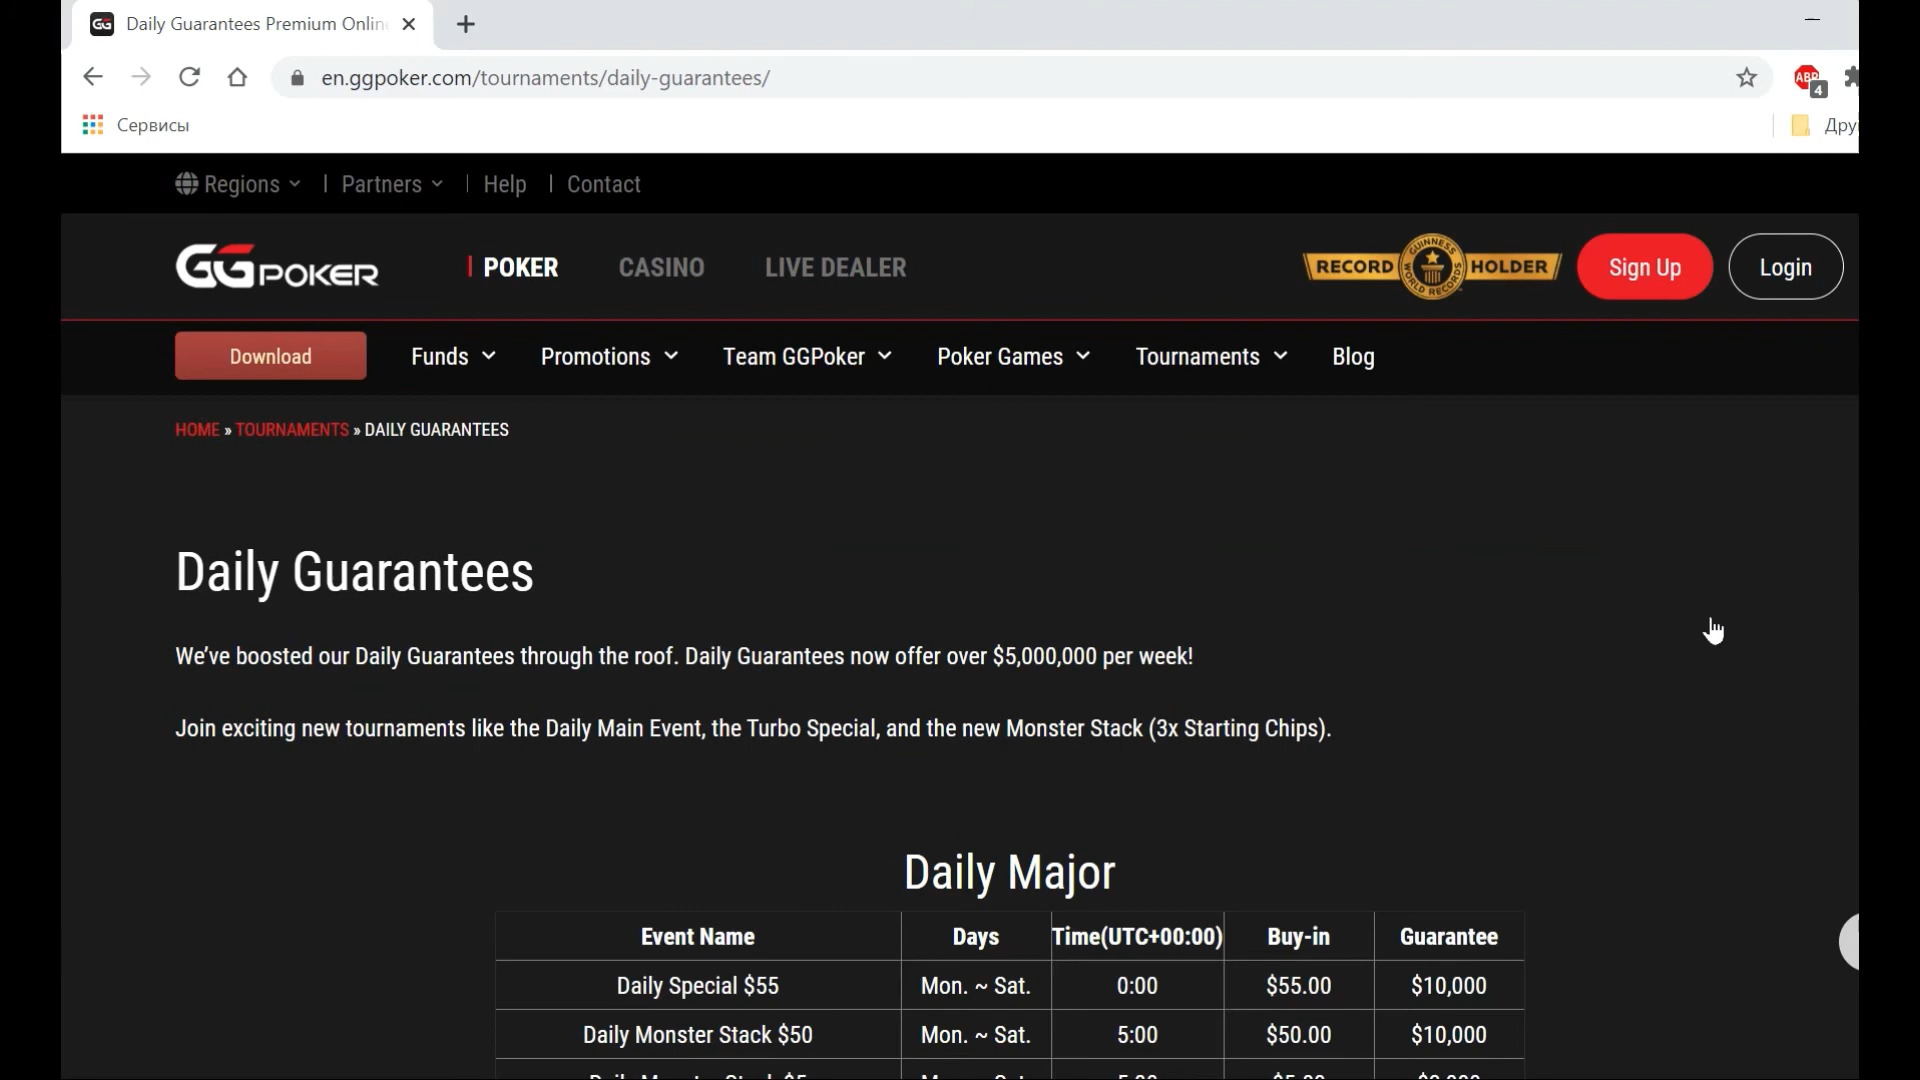 GG Daily Guarantees Premium Onlin
en.ggpoker.com/tournaments/daily-guarantees/
ABP 4
Сервисы
Дру
Regions | Partners | Help | Contact
GGPOKER
POKER CASINO LIVE DEALER
RECORD GUINNESS WORLD RECORDS HOLDER
Sign Up Login
Download Funds Promotions Team GGPoker Poker Games Tournaments Blog
HOME » TOURNAMENTS » DAILY GUARANTEES
Daily Guarantees
We’ve boosted our Daily Guarantees through the roof. Daily Guarantees now offer over $5,000,000 per week!
Join exciting new tournaments like the Daily Main Event, the Turbo Special, and the new Monster Stack (3x Starting Chips).
Daily Major
Event Name Days Time(UTC+00:00) Buy-in Guarantee
Daily Special $55 Mon. ~ Sat. 0:00 $55.00 $10,000
Daily Monster Stack $50 Mon. ~ Sat. 5:00 $50.00 $10,000